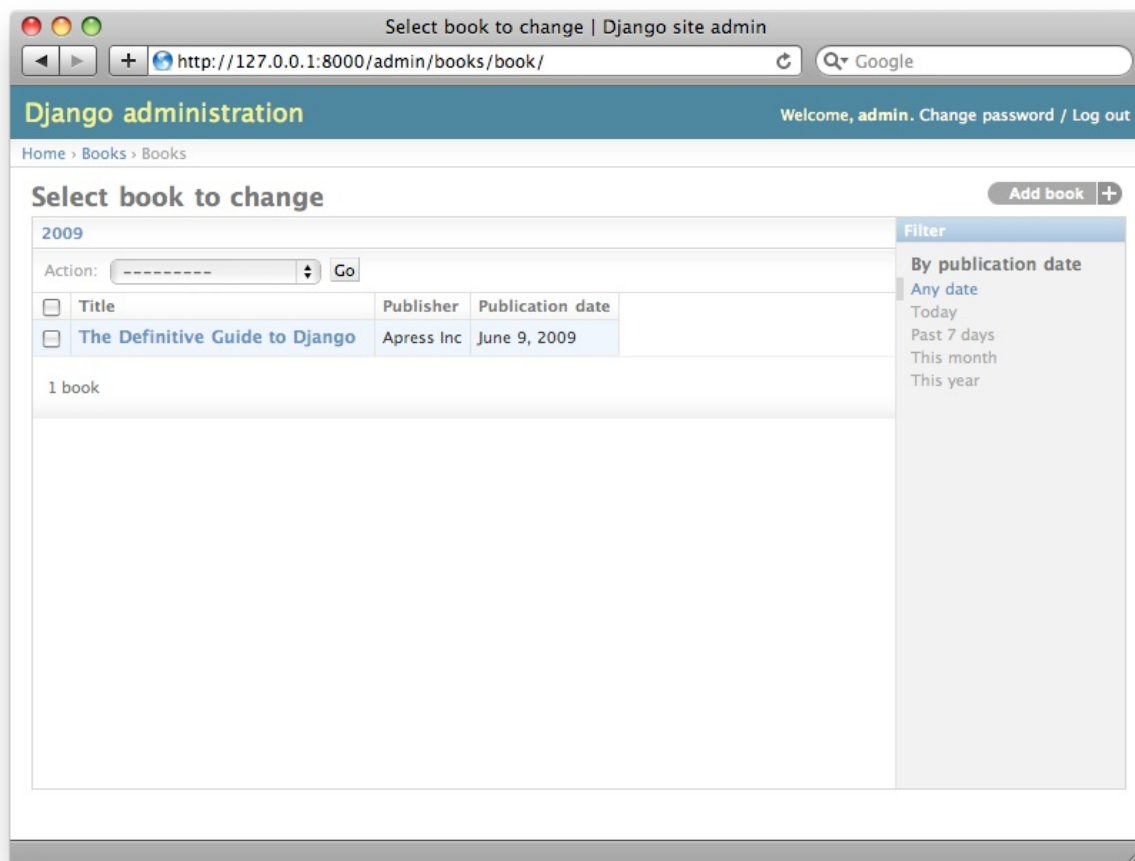 Select book to change | Django site admin
http://127.0.0.1:8000/admin/books/book/
Google
Django administration
Welcome, admin. Change password / Log out
Home › Books › Books
Select book to change
Add book +
2009
Filter
Action: --------- Go
By publication date
Any date
Today
Past 7 days
This month
This year
Title Publisher Publication date
The Definitive Guide to Django Apress Inc June 9, 2009
1 book